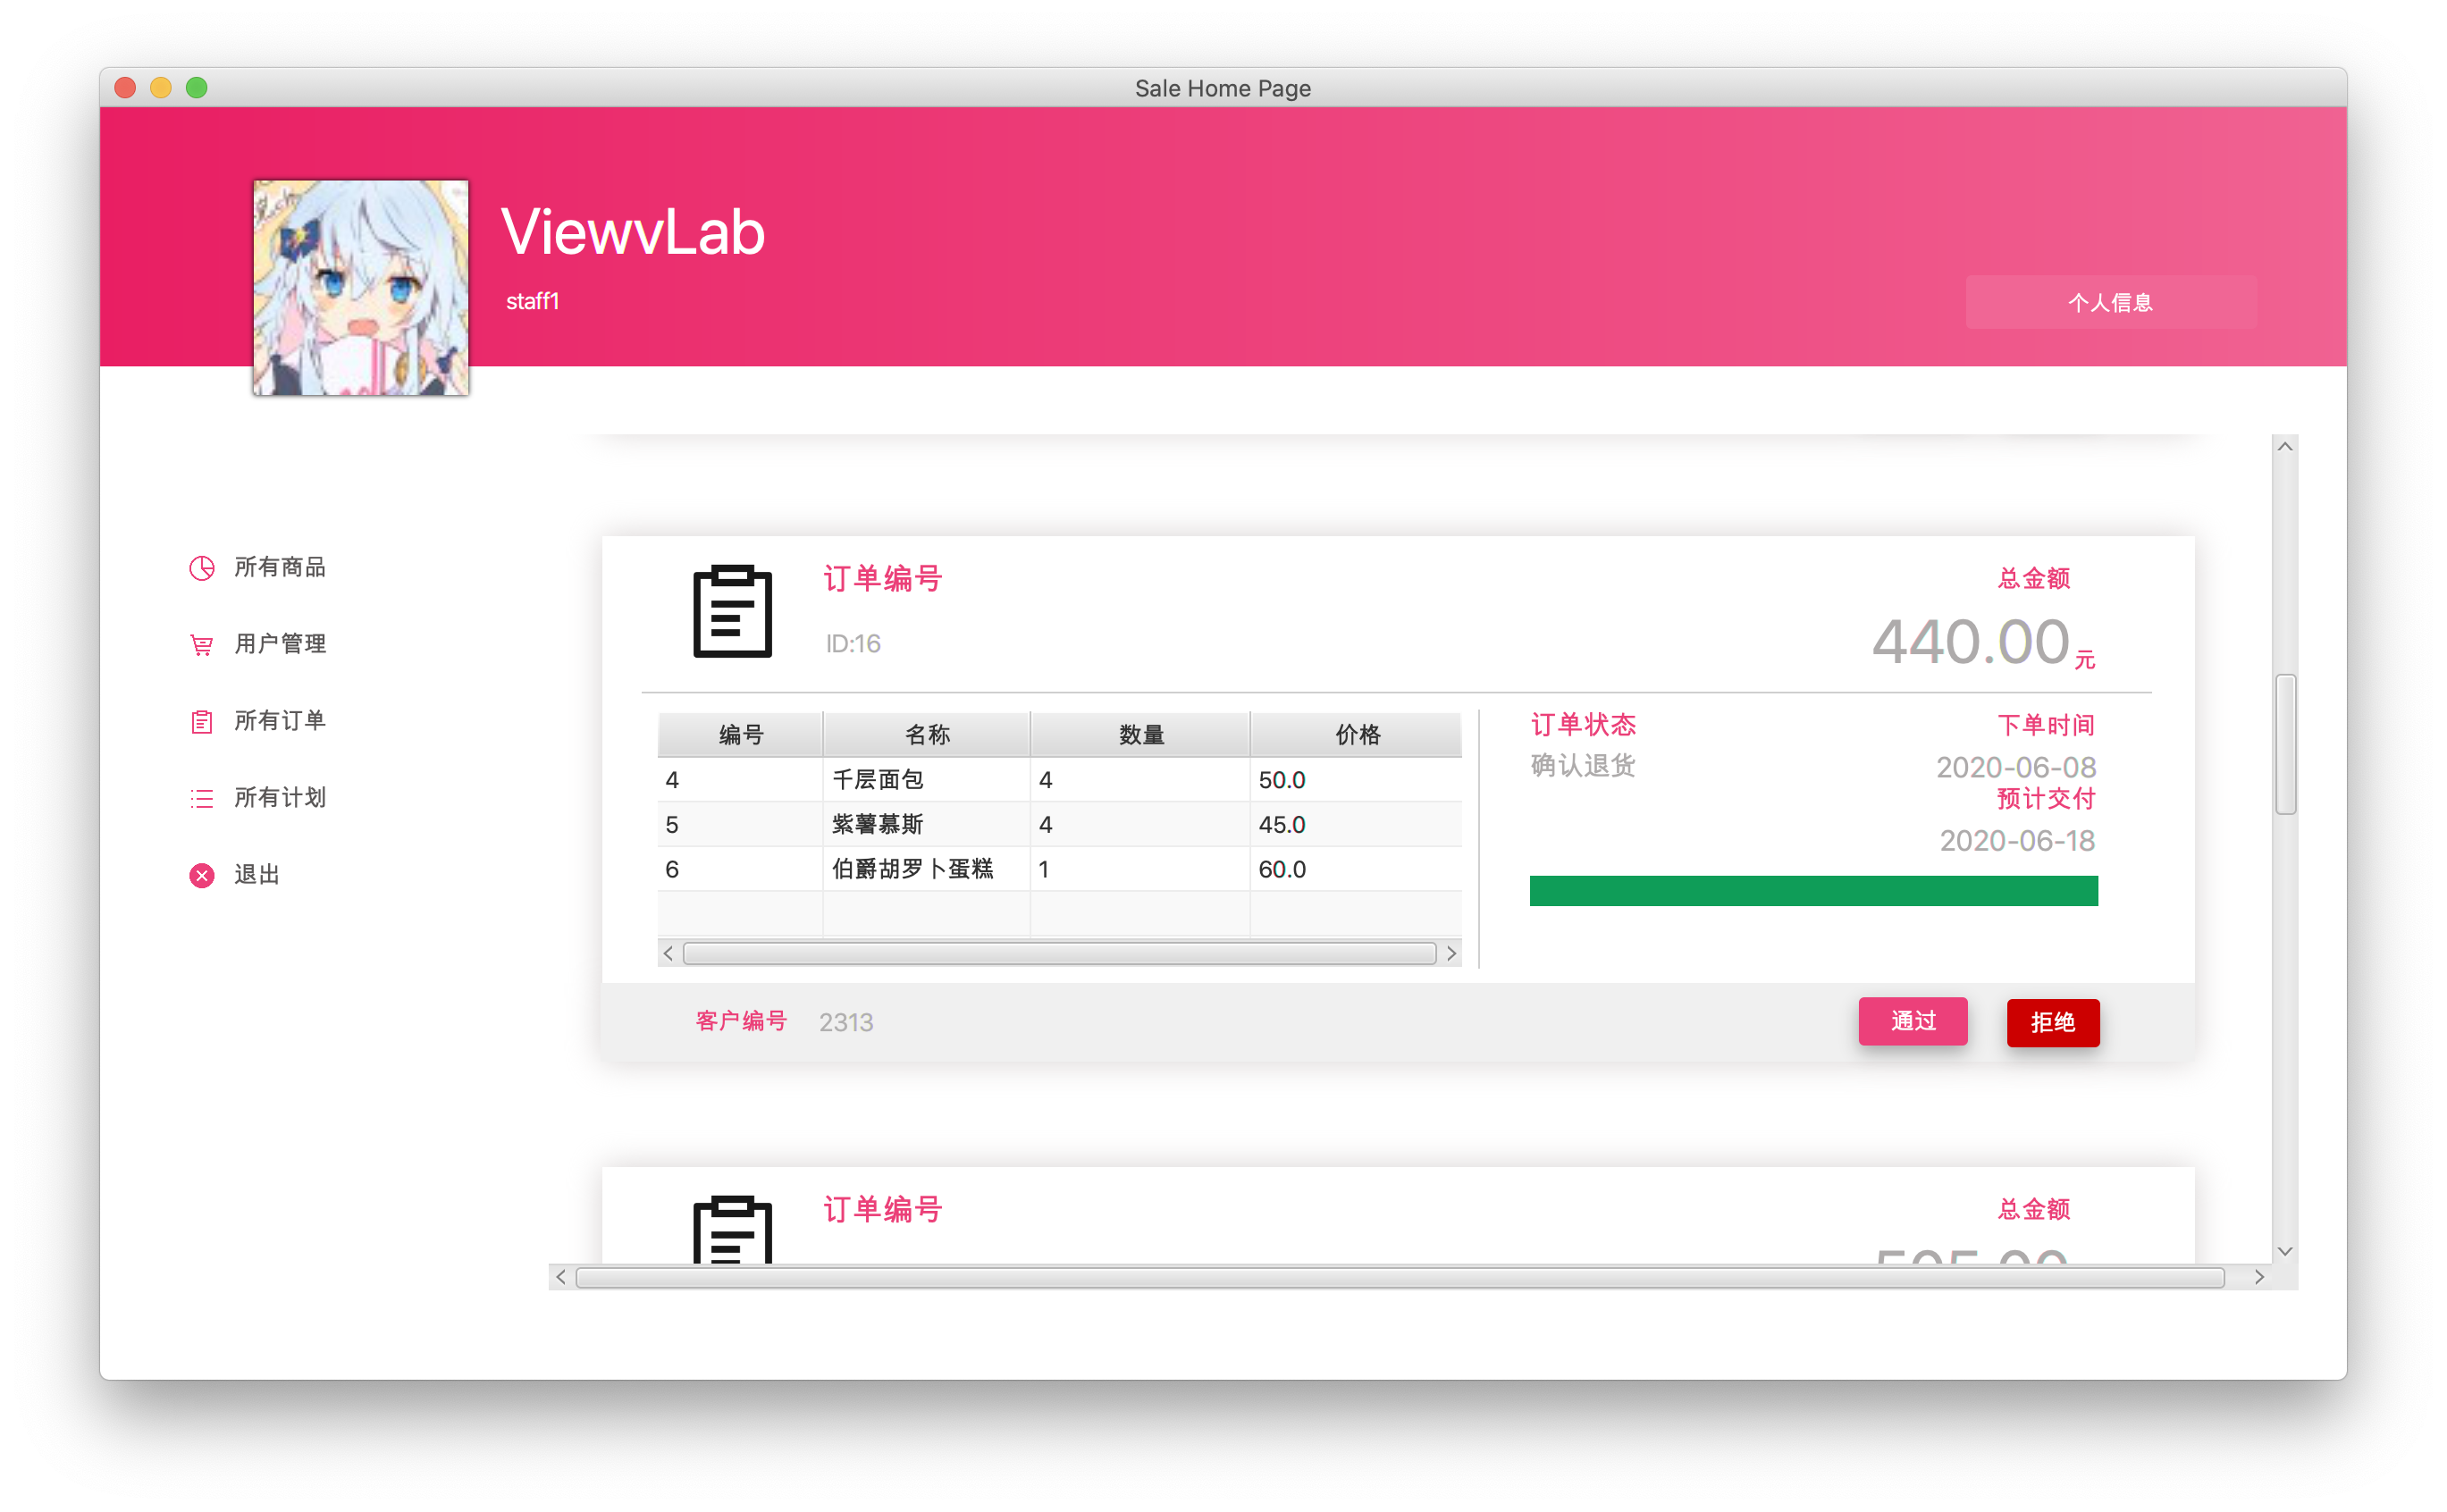 Sale Home Page
ViewvLab
staff1
个人信息
所有商品
用户管理
所有订单
所有计划
退出
订单编号
ID:16
总金额
440.00元
编号 名称 数量 价格
4 千层面包 4 50.0
5 紫薯慕斯 4 45.0
6 伯爵胡罗卜蛋糕 1 60.0
订单状态
确认退货
下单时间
2020-06-08
预计交付
2020-06-18
客户编号 2313
通过
拒绝
订单编号
总金额